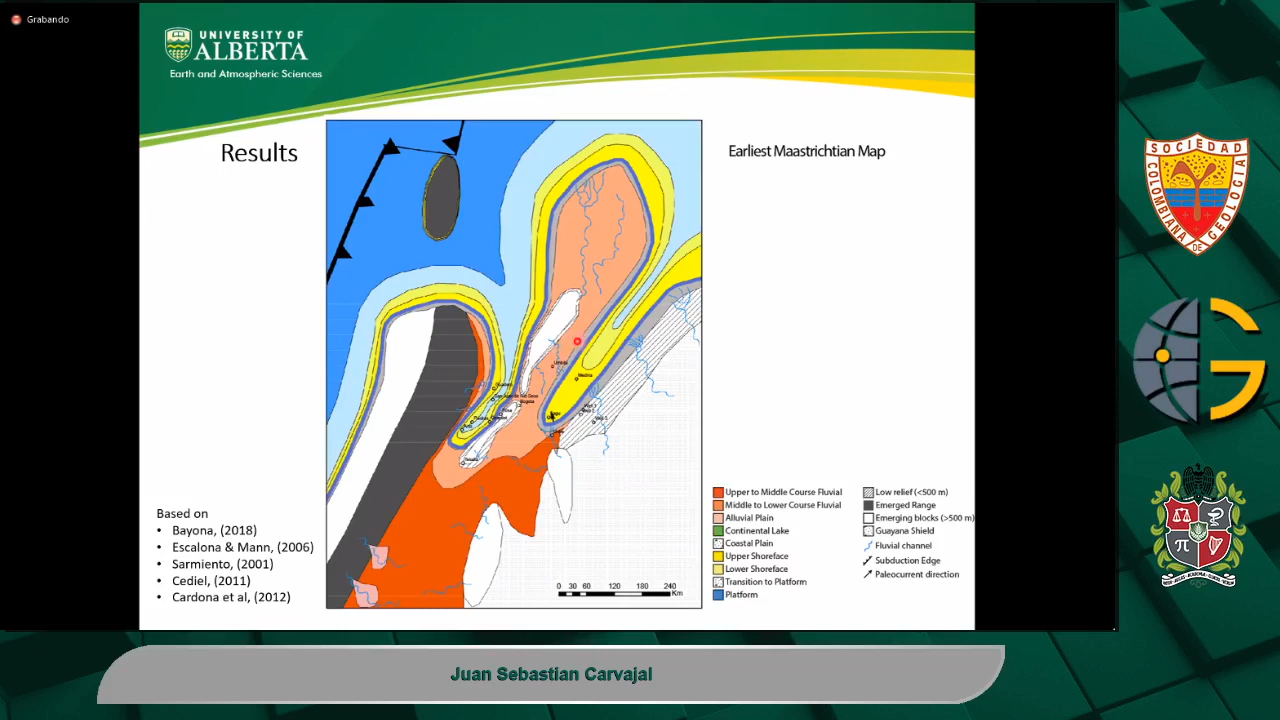 Grabando
UNIVERSITY OF
ALBERTA
Earth and Atmospheric Sciences
Results
Earliest Maastrichtian Map
Based on
• Bayona, (2018)
• Escalona & Mann, (2006)
• Sarmiento, (2001)
• Cediel, (2011)
• Cardona et al, (2012)
Medina
0 30 60 120 180 240
Km
Upper to Middle Course Fluvial
Middle to Lower Course Fluvial
Alluvial Plain
Continental Lake
Coastal Plain
Upper Shoreface
Lower Shoreface
Transition to Platform
Platform
Low relief (<500 m)
Emerged Range
Emerging blocks (>500 m)
Guayana Shield
Fluvial channel
Subduction Edge
Paleocurrent direction
SOCIEDAD
COLOMBIANA
DE
GEOLOGIA
G
π
Juan Sebastian Carvajal